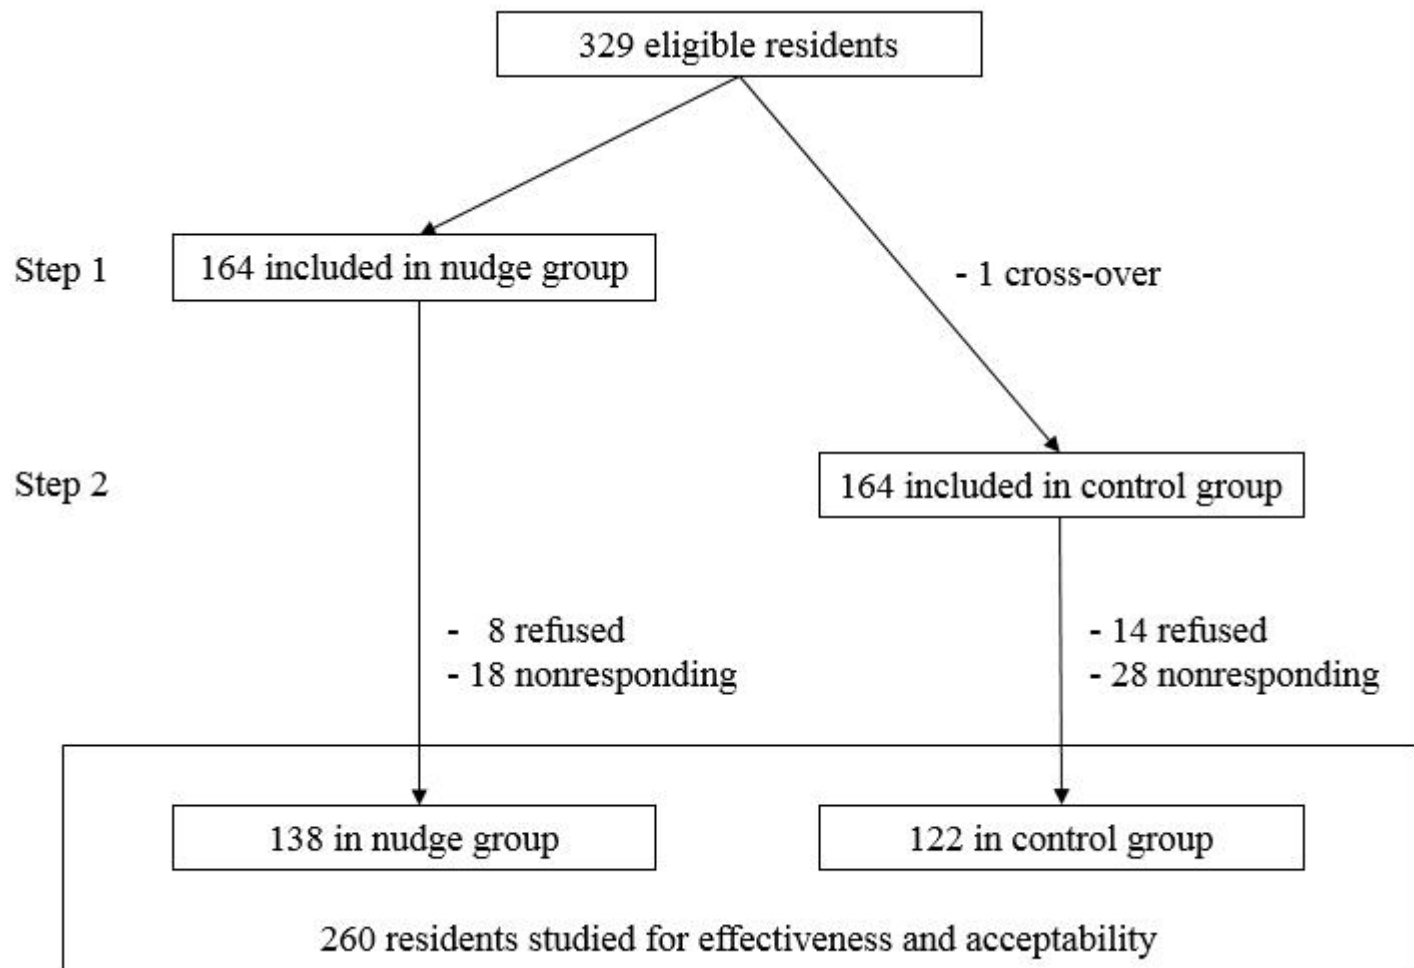 329 eligible residents
Step 1
164 included in nudge group
- 1 cross-over
Step 2
164 included in control group
- 8 refused
- 18 nonresponding
- 14 refused
- 28 nonresponding
138 in nudge group
122 in control group
260 residents studied for effectiveness and acceptability